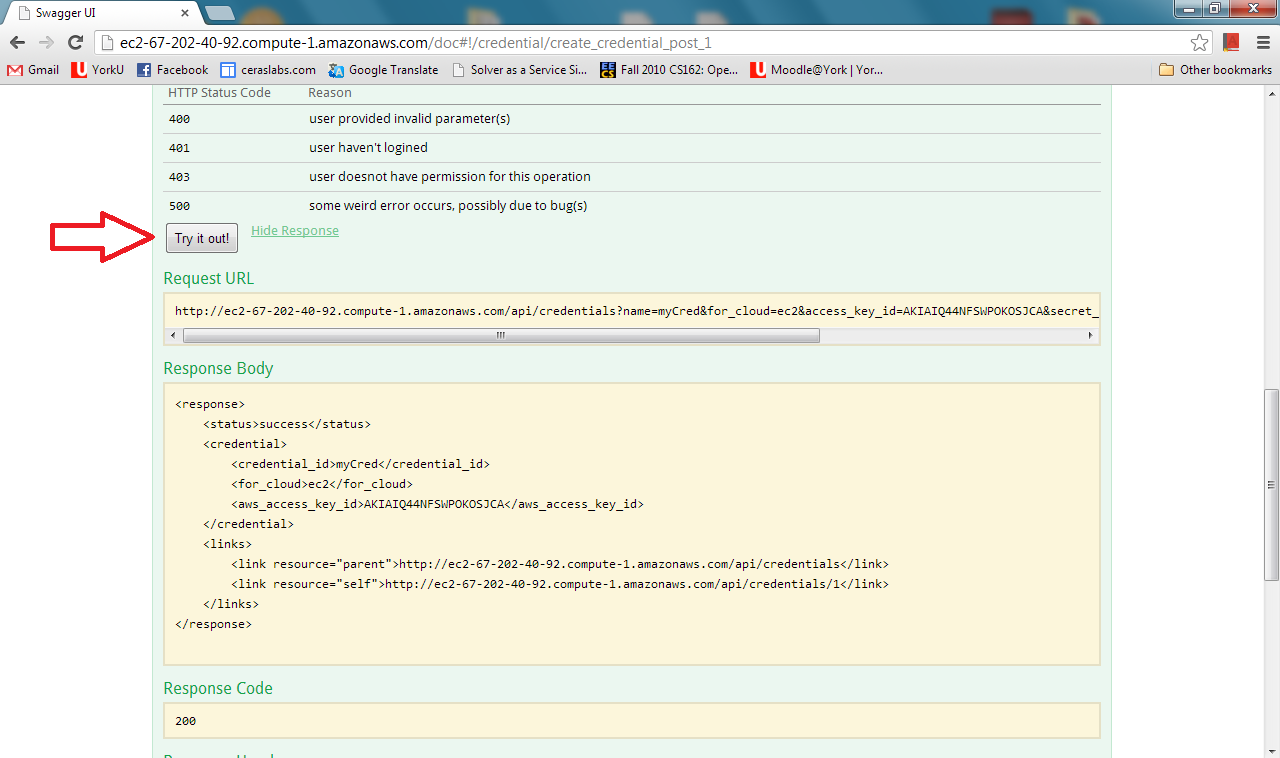 Swagger UI
ec2-67-202-40-92.compute-1.amazonaws.com/doc#!/credential/create_credential_post_1
Gmail YorkU Facebook ceraslabs.com Google Translate Solver as a Service Si... EECS Fall 2010 CS162: Ope... Moodle@York | Yor... Other bookmarks
HTTP Status Code Reason
400 user provided invalid parameter(s)
401 user haven't logined
403 user doesnot have permission for this operation
500 some weird error occurs, possibly due to bug(s)
Try it out! Hide Response
Request URL
http://ec2-67-202-40-92.compute-1.amazonaws.com/api/credentials?name=myCred&for_cloud=ec2&access_key_id=AKIAIQ44NFSWPOKOSJCA&secret_
Response Body
<response>
<status>success</status>
<credential>
<credential_id>myCred</credential_id>
<for_cloud>ec2</for_cloud>
<aws_access_key_id>AKIAIQ44NFSWPOKOSJCA</aws_access_key_id>
</credential>
<links>
<link resource="parent">http://ec2-67-202-40-92.compute-1.amazonaws.com/api/credentials</link>
<link resource="self">http://ec2-67-202-40-92.compute-1.amazonaws.com/api/credentials/1</link>
</links>
</response>
Response Code
200